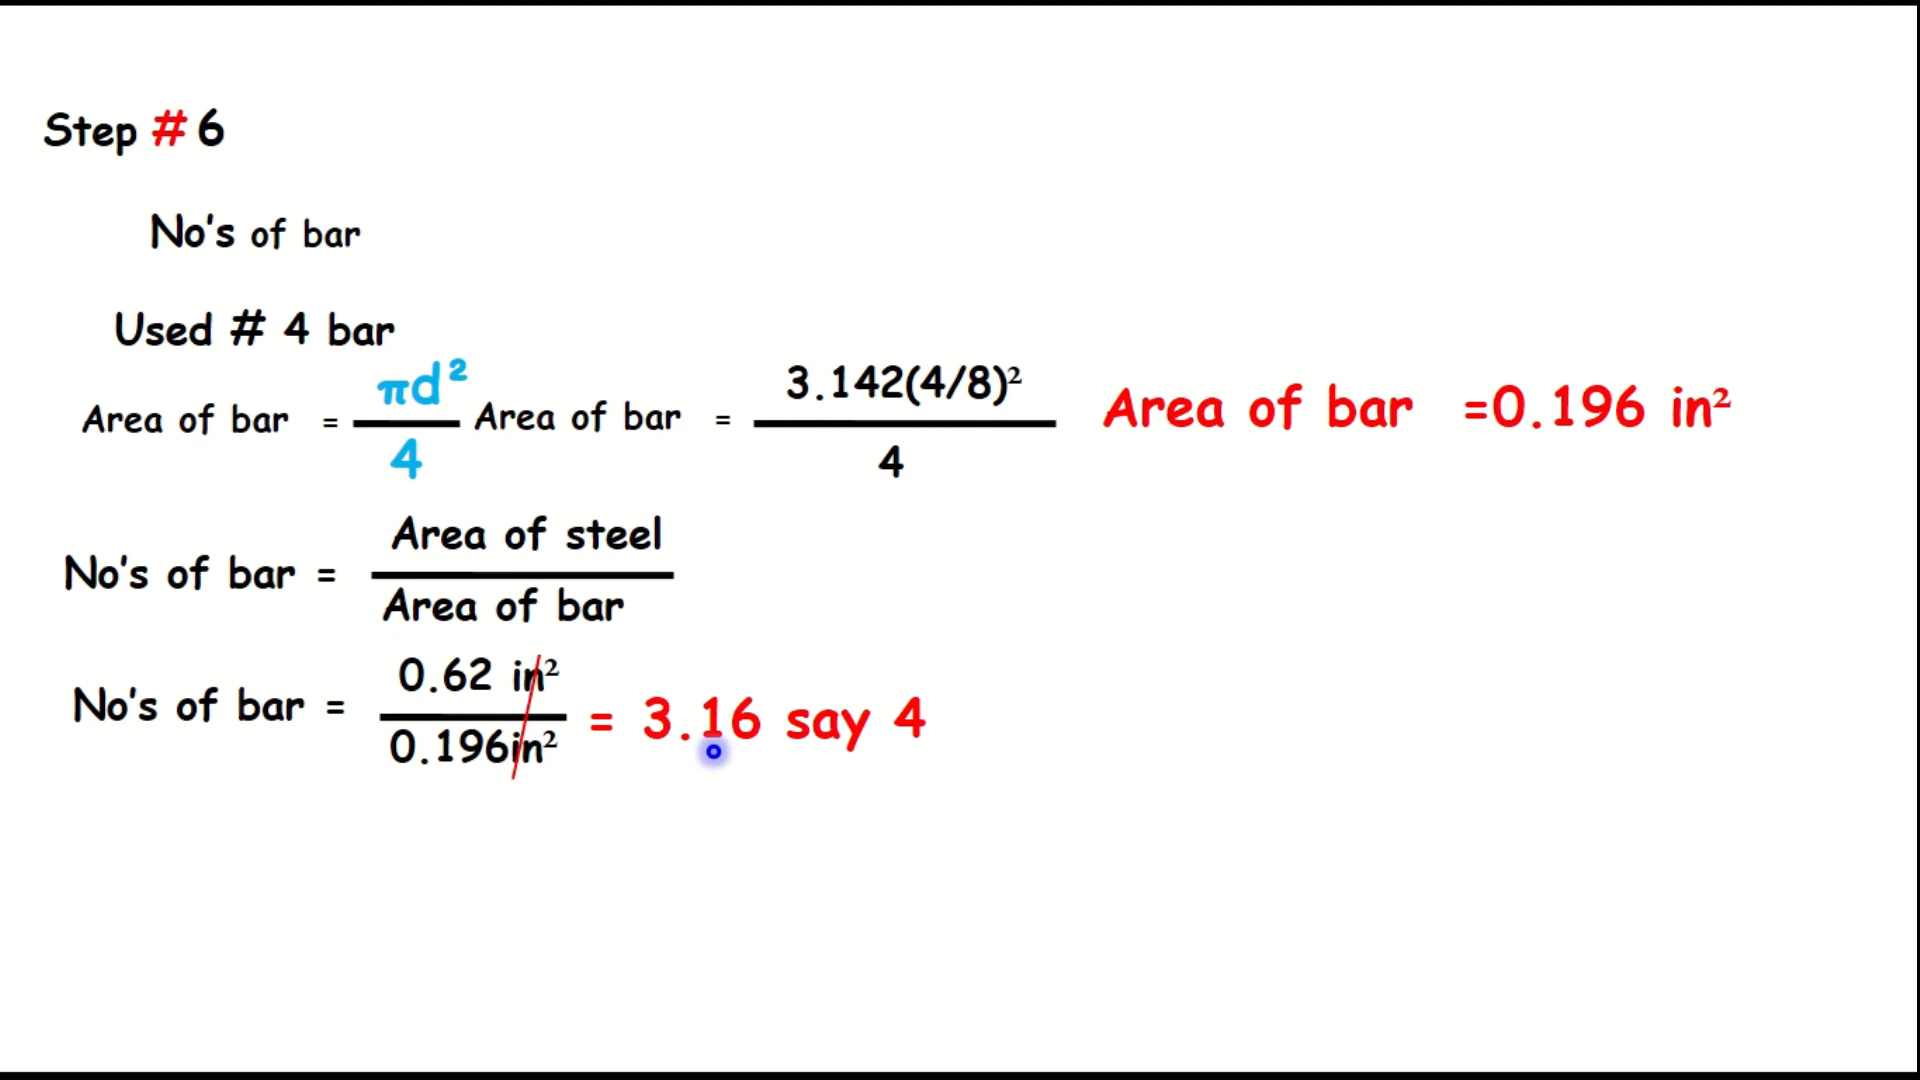 Step # 6
No's of bar
Used # 4 bar
Area of bar = πd² / 4 Area of bar = 3.142(4/8)² / 4 Area of bar =0.196 in²
No's of bar = Area of steel / Area of bar
No's of bar = 0.62 in² / 0.196in² = 3.16 say 4